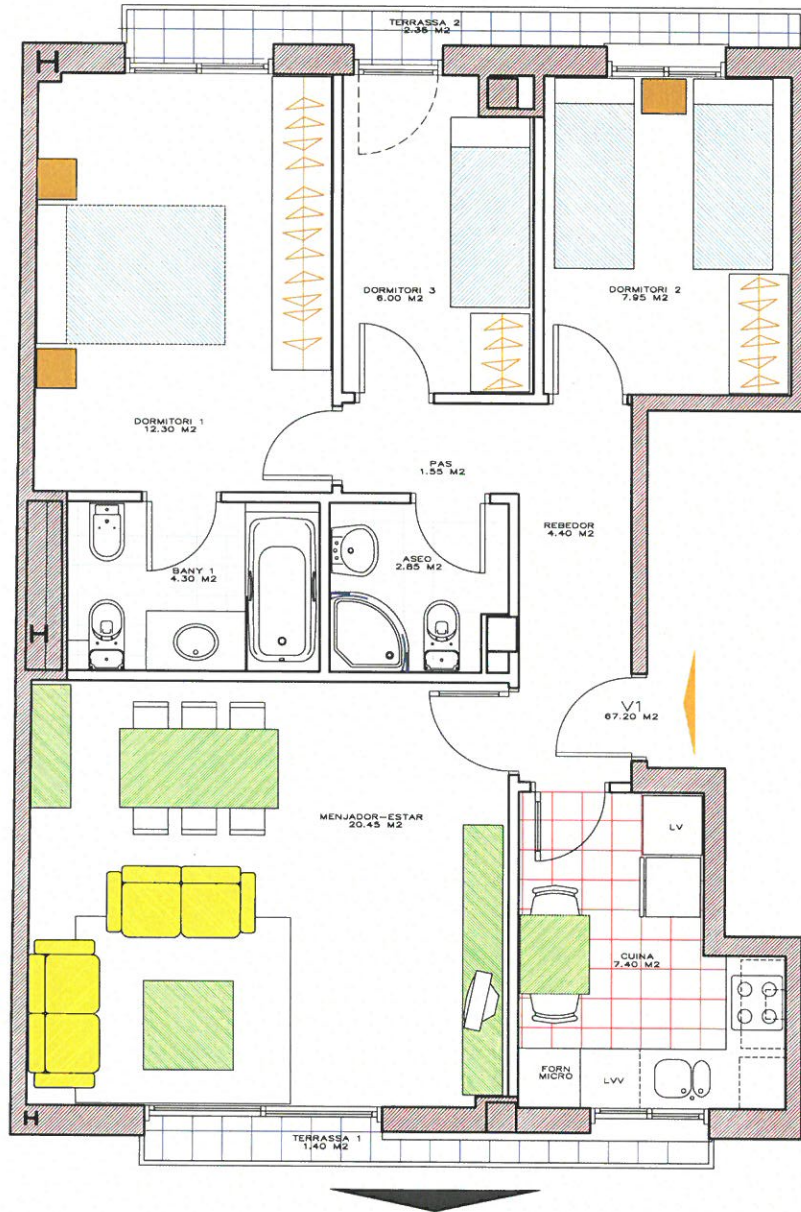 TERRASSA 2
2.35 M2
DORMITORI 3
6.00 M2
DORMITORI 2
7.95 M2
DORMITORI 1
12.30 M2
PAS
1.55 M2
REBEDOR
4.40 M2
BANY 1
4.30 M2
ASEO
2.85 M2
V1
67.20 M2
MENJADOR-ESTAR
20.45 M2
LV
CUINA
7.40 M2
FORN
MICRO
LVV
TERRASSA 1
1.40 M2